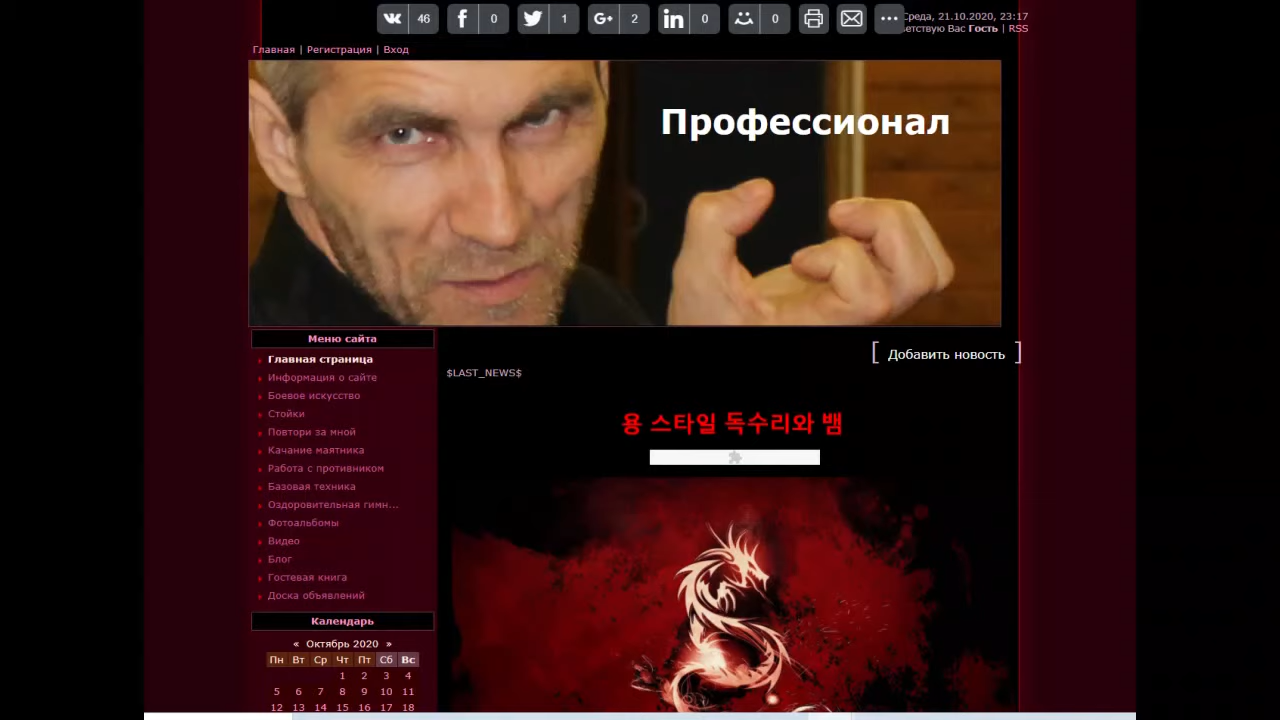 46 0 1 2 0 0
Среда, 21.10.2020, 23:17
етствую Вас Гость | RSS
Главная | Регистрация | Вход
Профессионал
Меню сайта
Главная страница
Информация о сайте
Боевое искусство
Стойки
Повтори за мной
Качание маятника
Работа с противником
Базовая техника
Оздоровительная гимн...
Фотоальбомы
Видео
Блог
Гостевая книга
Доска объявлений
Календарь
« Октябрь 2020 »
Пн Вт Ср Чт Пт Сб Вс
1 2 3 4
5 6 7 8 9 10 11
12 13 14 15 16 17 18
[ Добавить новость ]
$LAST_NEWS$
용 스타일 독수리와 뱀